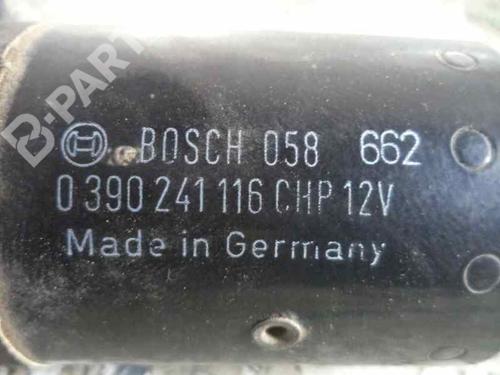 B-PARTS
BOSCH 058 662
0 390 241 116 CHP 12V
Made in Germany